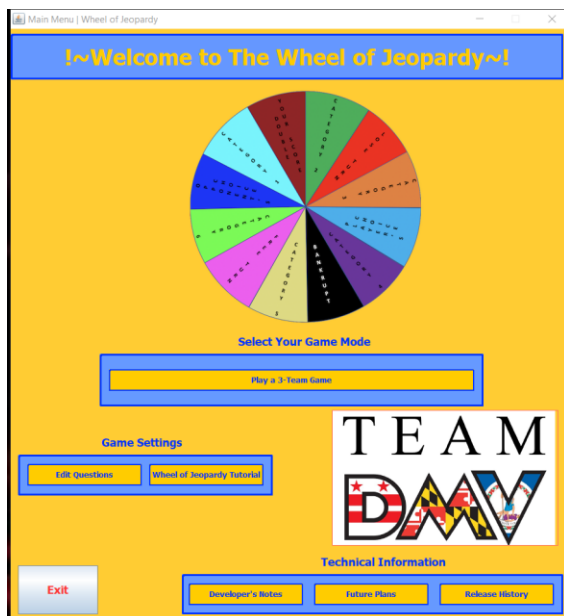 Main Menu | Wheel of Jeopardy
!~Welcome to The Wheel of Jeopardy~!
CATEGORY
BANKRUPT
Select Your Game Mode
Play a 3-Team Game
TEAM
DMV
Game Settings
Edit Questions
Wheel of Jeopardy Tutorial
Technical Information
Exit
Developer's Notes
Future Plans
Release History